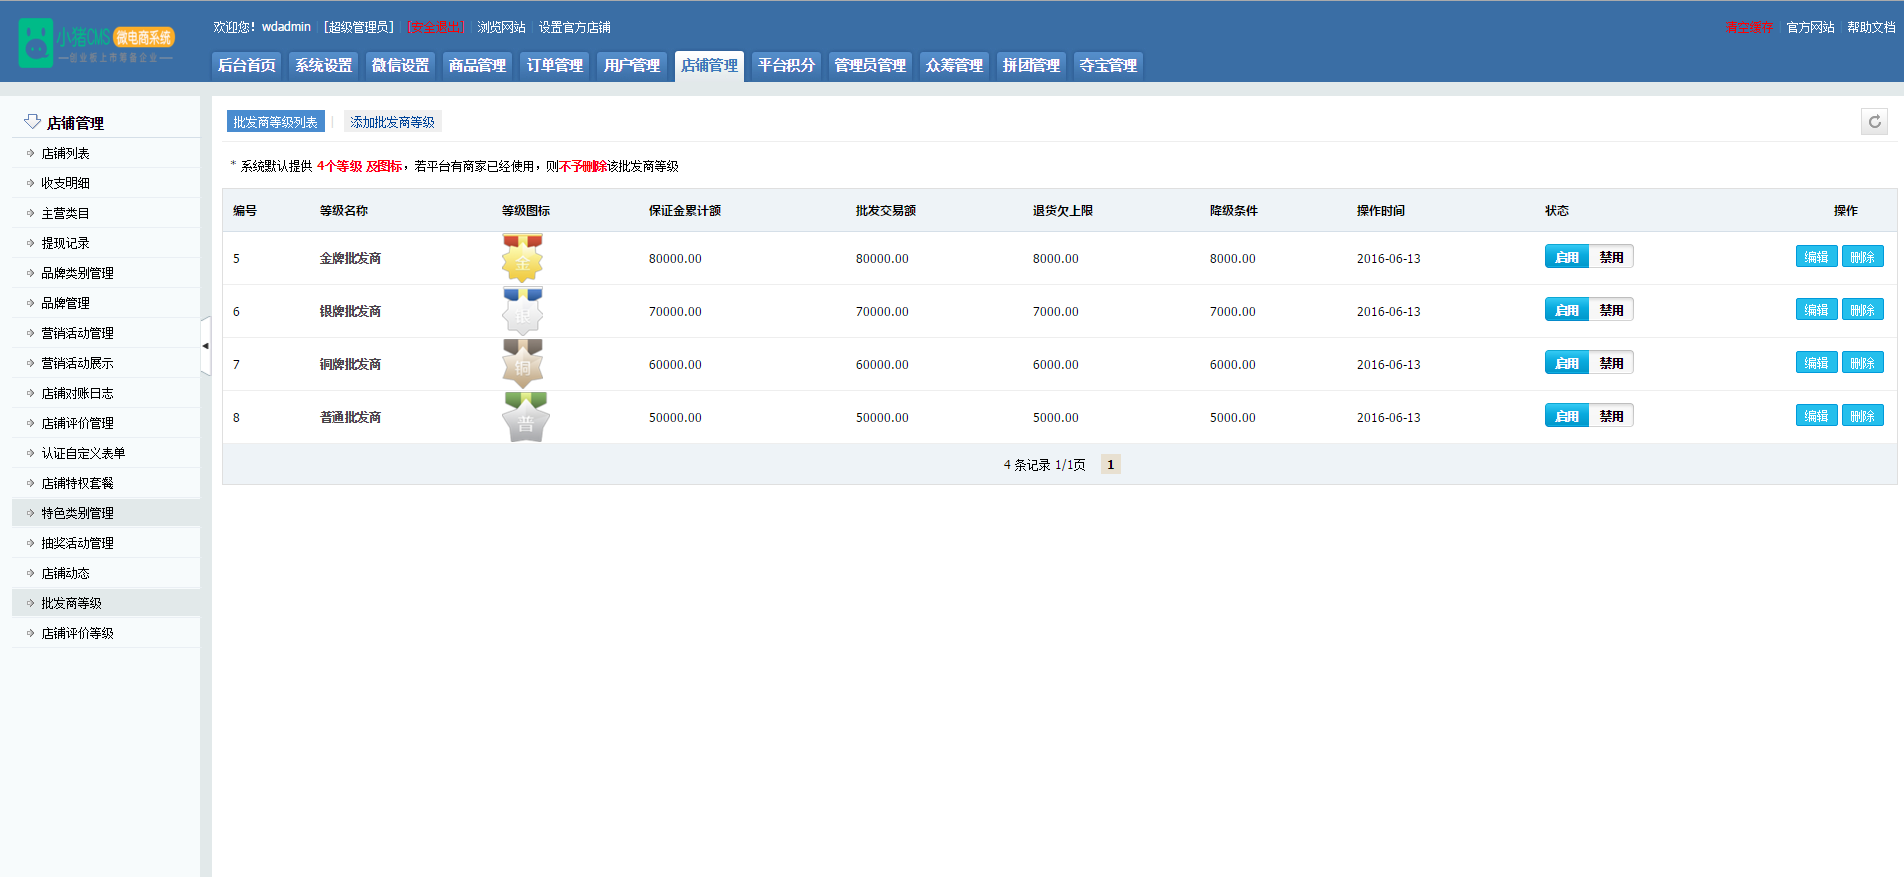 小猪CMS 微电商系统
—创业板上市筹备企业—
欢迎您! wdadmin [超级管理员] [安全退出] 浏览网站 设置官方店铺
清空缓存 官方网站 帮助文档
后台首页 系统设置 微信设置 商品管理 订单管理 用户管理 店铺管理 平台积分 管理员管理 众筹管理 拼团管理 夺宝管理
店铺管理
店铺列表
收支明细
主营类目
提现记录
品牌类别管理
品牌管理
营销活动管理
营销活动展示
店铺对账日志
店铺评价管理
认证自定义表单
店铺特权套餐
特色类别管理
抽奖活动管理
店铺动态
批发商等级
店铺评价等级
批发商等级列表 | 添加批发商等级
* 系统默认提供 4个等级 及图标，若平台有商家已经使用，则不予删除该批发商等级
编号 等级名称 等级图标 保证金累计额 批发交易额 退货欠上限 降级条件 操作时间 状态 操作
5 金牌批发商 金 80000.00 80000.00 8000.00 8000.00 2016-06-13 启用 禁用 编辑 删除
6 银牌批发商 银 70000.00 70000.00 7000.00 7000.00 2016-06-13 启用 禁用 编辑 删除
7 铜牌批发商 铜 60000.00 60000.00 6000.00 6000.00 2016-06-13 启用 禁用 编辑 删除
8 普通批发商 普 50000.00 50000.00 5000.00 5000.00 2016-06-13 启用 禁用 编辑 删除
4 条记录 1/1页 1